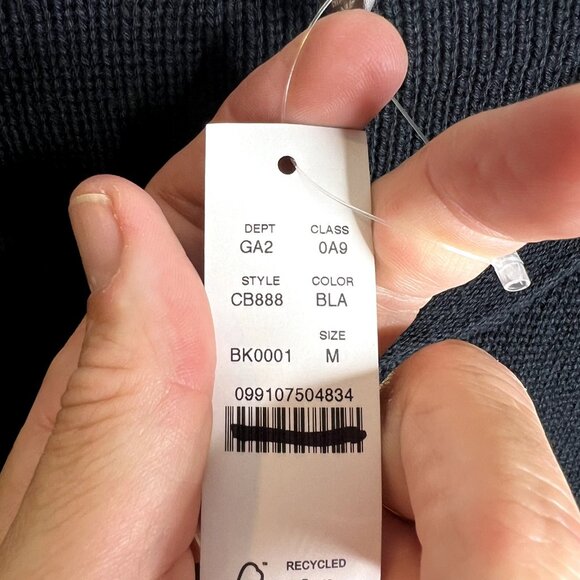 DEPT CLASS
GA2 0A9
STYLE COLOR
CB888 BLA
SIZE
BK0001 M
099107504834
RECYCLED